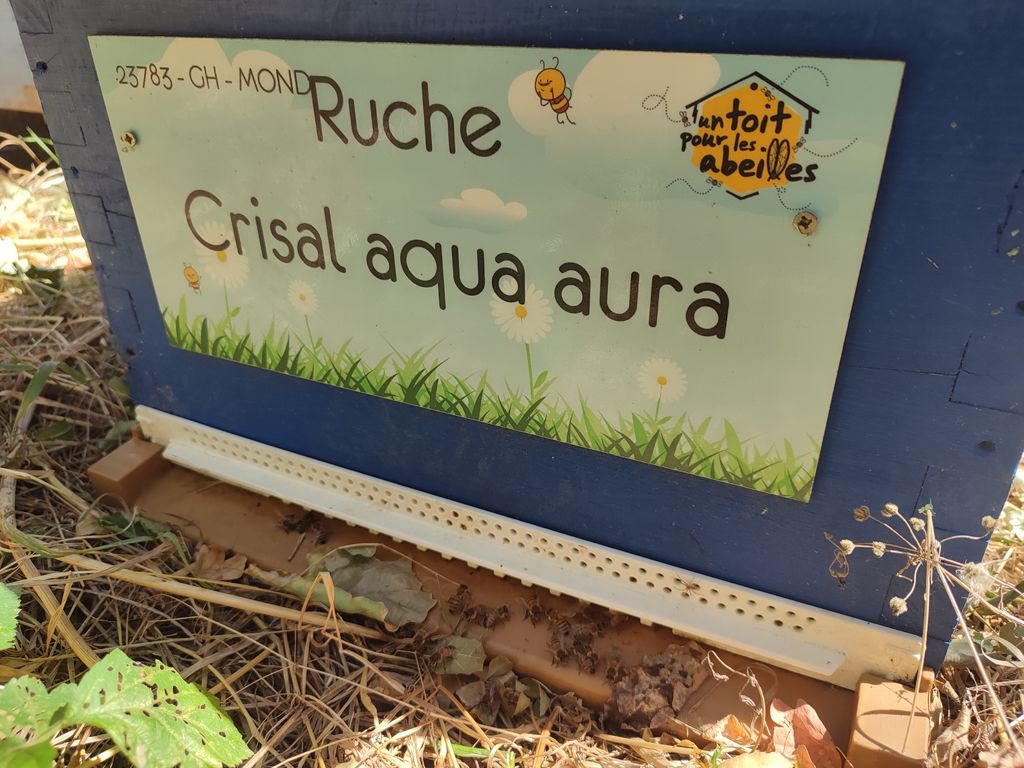 23783 - GH - MOND
Ruche
Crisal aqua aura
un toit
pour les
abeilles